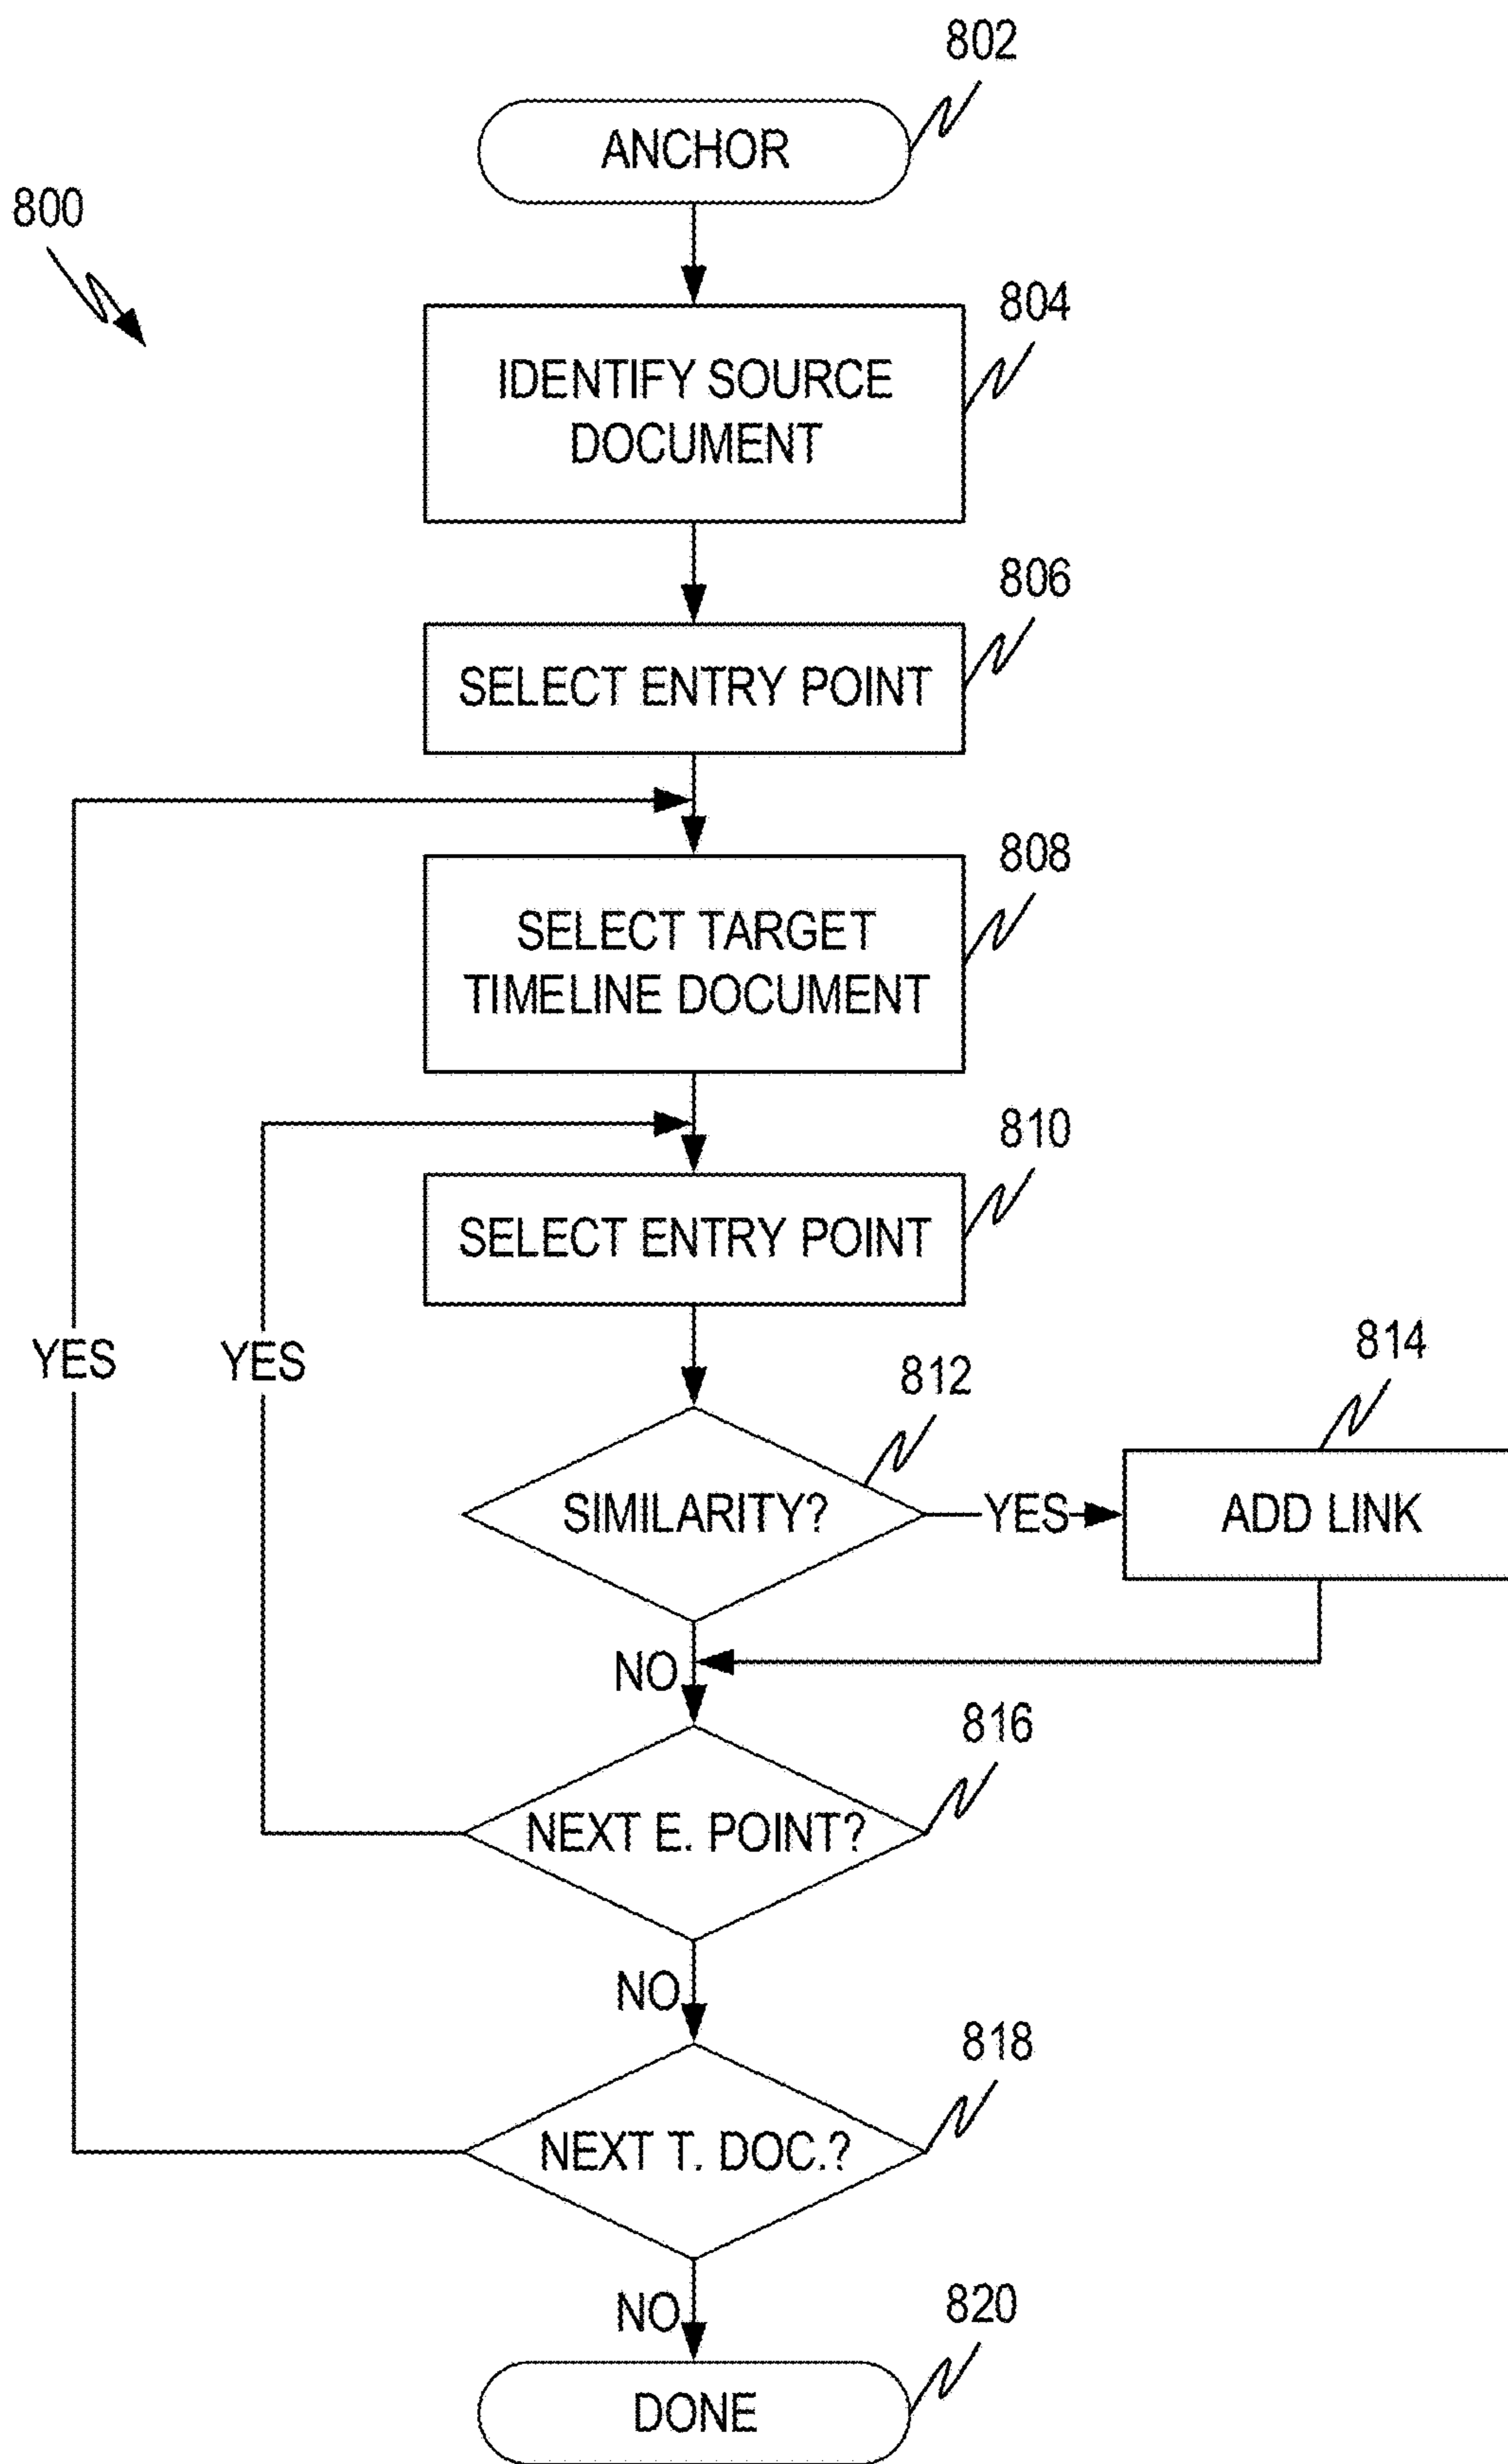 802
ANCHOR
800
804
IDENTIFY SOURCE
DOCUMENT
806
SELECT ENTRY POINT
808
SELECT TARGET
TIMELINE DOCUMENT
810
SELECT ENTRY POINT
YES
YES
812
814
SIMILARITY?
YES
ADD LINK
NO
816
NEXT E. POINT?
NO
818
NEXT T. DOC.?
NO
820
DONE